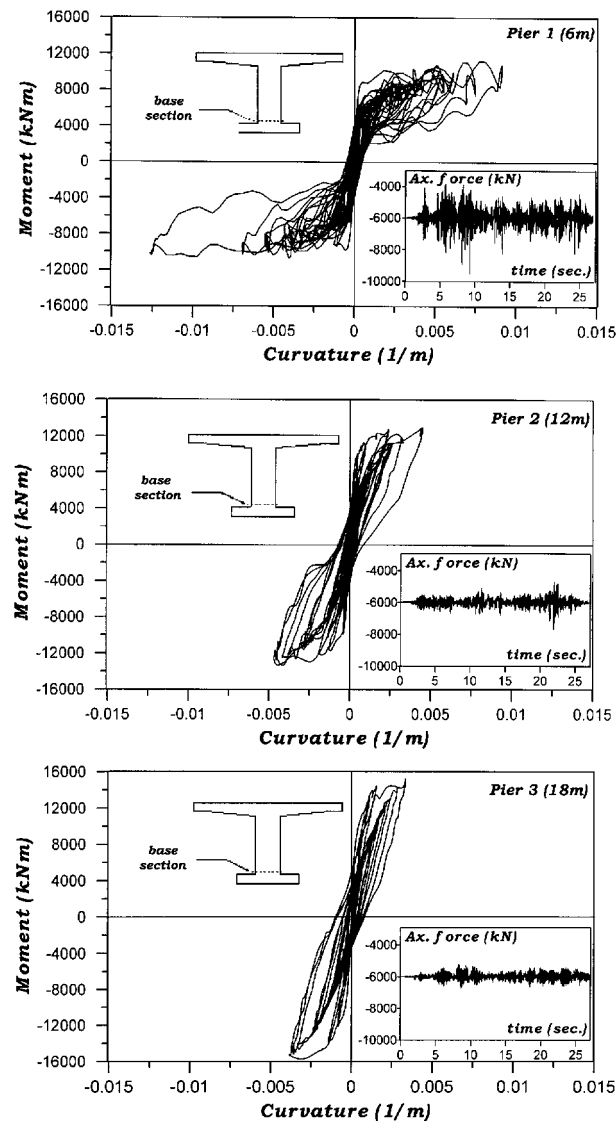 16000
12000
8000
4000
0
-4000
-8000
-12000
-16000
Moment (kNm)
Pier 1 (6m)
base
section
Ax. force (kN)
-4000
-6000
-8000
-10000
time (sec.)
0 5 10 15 20 25
-0.015 -0.01 -0.005 0 0.005 0.01 0.015
Curvature (1/m)
16000
12000
8000
4000
0
-4000
-8000
-12000
-16000
Moment (kNm)
Pier 2 (12m)
base
section
Ax. force (kN)
-4000
-6000
-8000
-10000
time (sec.)
0 5 10 15 20 25
-0.015 -0.01 -0.005 0 0.005 0.01 0.015
Curvature (1/m)
16000
12000
8000
4000
0
-4000
-8000
-12000
-16000
Moment (kNm)
Pier 3 (18m)
base
section
Ax. force (kN)
-4000
-6000
-8000
-10000
time (sec.)
0 5 10 15 20 25
-0.015 -0.01 -0.005 0 0.005 0.01 0.015
Curvature (1/m)